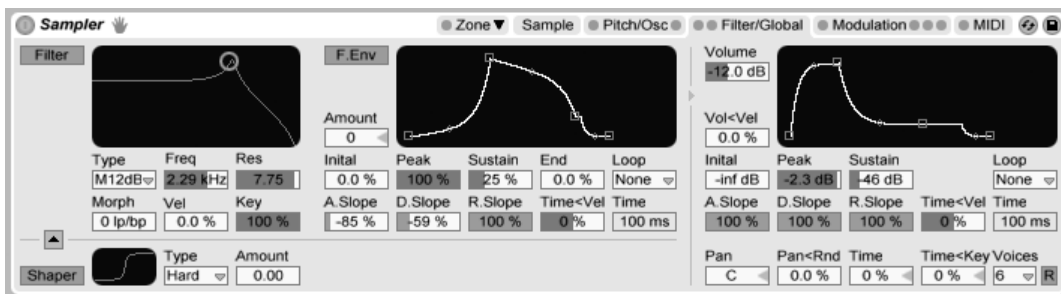 Sampler Zone Sample Pitch/Osc Filter/Global Modulation MIDI
Filter F.Env Volume
-12.0 dB
Amount Vol<Vel
0 0.0 %
Type Freq Res Inital Peak Sustain End Loop Inital Peak Sustain Loop
M12dB 2.29 kHz 7.75 0.0 % 100 % 25 % 0.0 % None -inf dB -2.3 dB -46 dB None
Morph Vel Key A.Slope D.Slope R.Slope Time<Vel Time A.Slope D.Slope R.Slope Time<Vel Time
0 lp/bp 0.0 % 100 % -85 % -59 % 100 % 0 % 100 ms 100 % 100 % 100 % 0 % 100 ms
Type Amount Pan Pan<Rnd Time Time<Key Voices
Shaper Hard 0.00 C 0.0 % 0 % 0 % 6 R